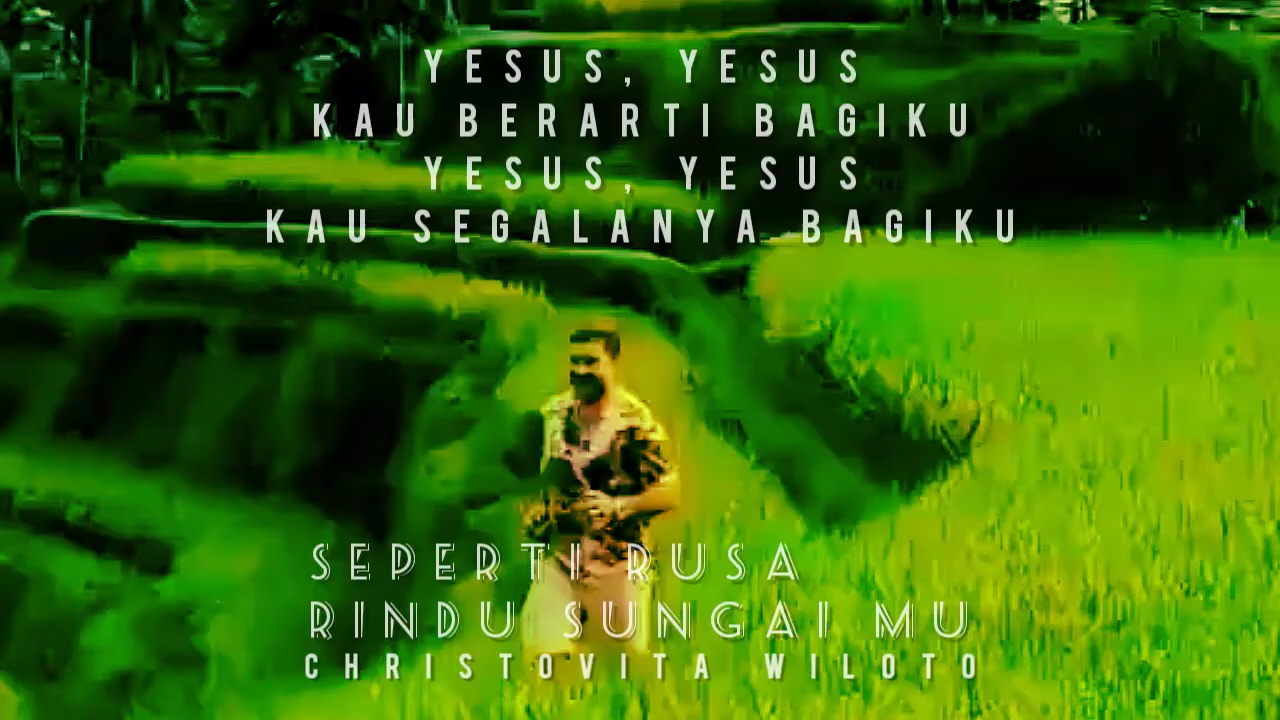 YESUS, YESUS
KAU BERARTI BAGIKU
YESUS, YESUS
KAU SEGALANYA BAGIKU
SEPERTI RUSA
RINDU SUNGAI MU
CHRISTOVITA WILOTO